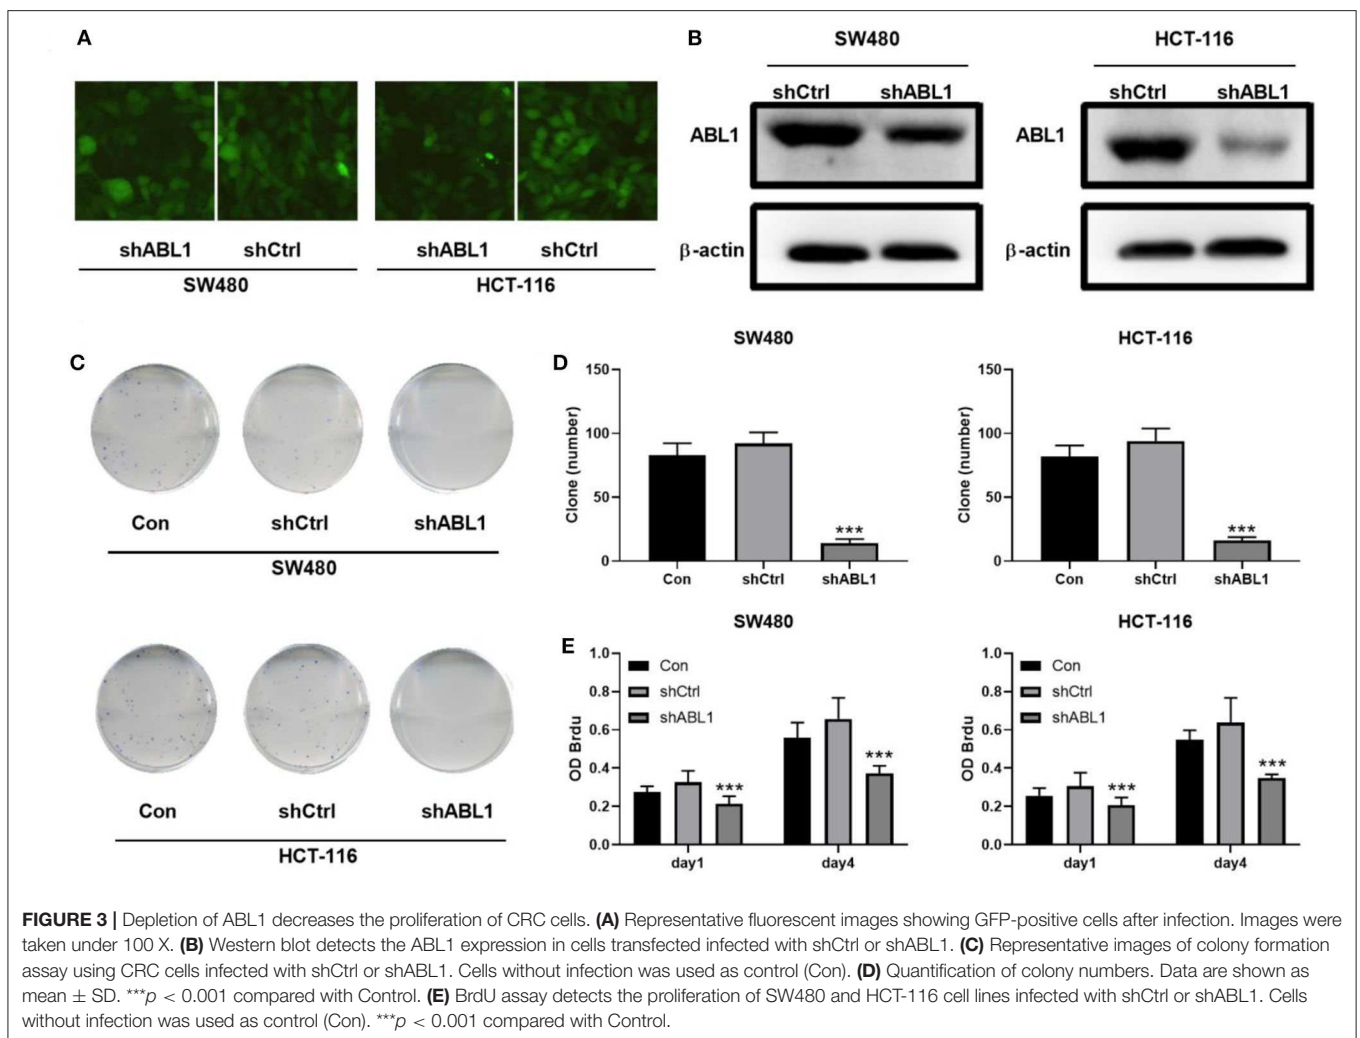 A
shABL1 shCtrl shABL1 shCtrl
SW480 HCT-116
B
SW480 HCT-116
shCtrl shABL1 shCtrl shABL1
ABL1 ABL1
β-actin β-actin
C
Con shCtrl shABL1
SW480
Con shCtrl shABL1
HCT-116
D
SW480
Clone (number)
150
100
50
0
Con shCtrl shABL1
***
HCT-116
Clone (number)
150
100
50
0
Con shCtrl shABL1
***
E
SW480
OD Brdu
1.0
0.8
0.6
0.4
0.2
0.0
Con
shCtrl
shABL1
***
***
day1 day4
HCT-116
OD Brdu
1.0
0.8
0.6
0.4
0.2
0.0
Con
shCtrl
shABL1
***
***
day1 day4
FIGURE 3 | Depletion of ABL1 decreases the proliferation of CRC cells. (A) Representative fluorescent images showing GFP-positive cells after infection. Images were
taken under 100 X. (B) Western blot detects the ABL1 expression in cells transfected infected with shCtrl or shABL1. (C) Representative images of colony formation
assay using CRC cells infected with shCtrl or shABL1. Cells without infection was used as control (Con). (D) Quantification of colony numbers. Data are shown as
mean ± SD. ***p < 0.001 compared with Control. (E) BrdU assay detects the proliferation of SW480 and HCT-116 cell lines infected with shCtrl or shABL1. Cells
without infection was used as control (Con). ***p < 0.001 compared with Control.